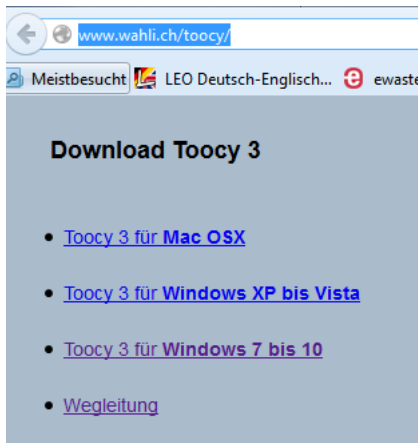 www.wahli.ch/toocy/
Meistbesucht LEO Deutsch-Englisch... ewaste
Download Toocy 3
Toocy 3 für Mac OSX
Toocy 3 für Windows XP bis Vista
Toocy 3 für Windows 7 bis 10
Wegleitung